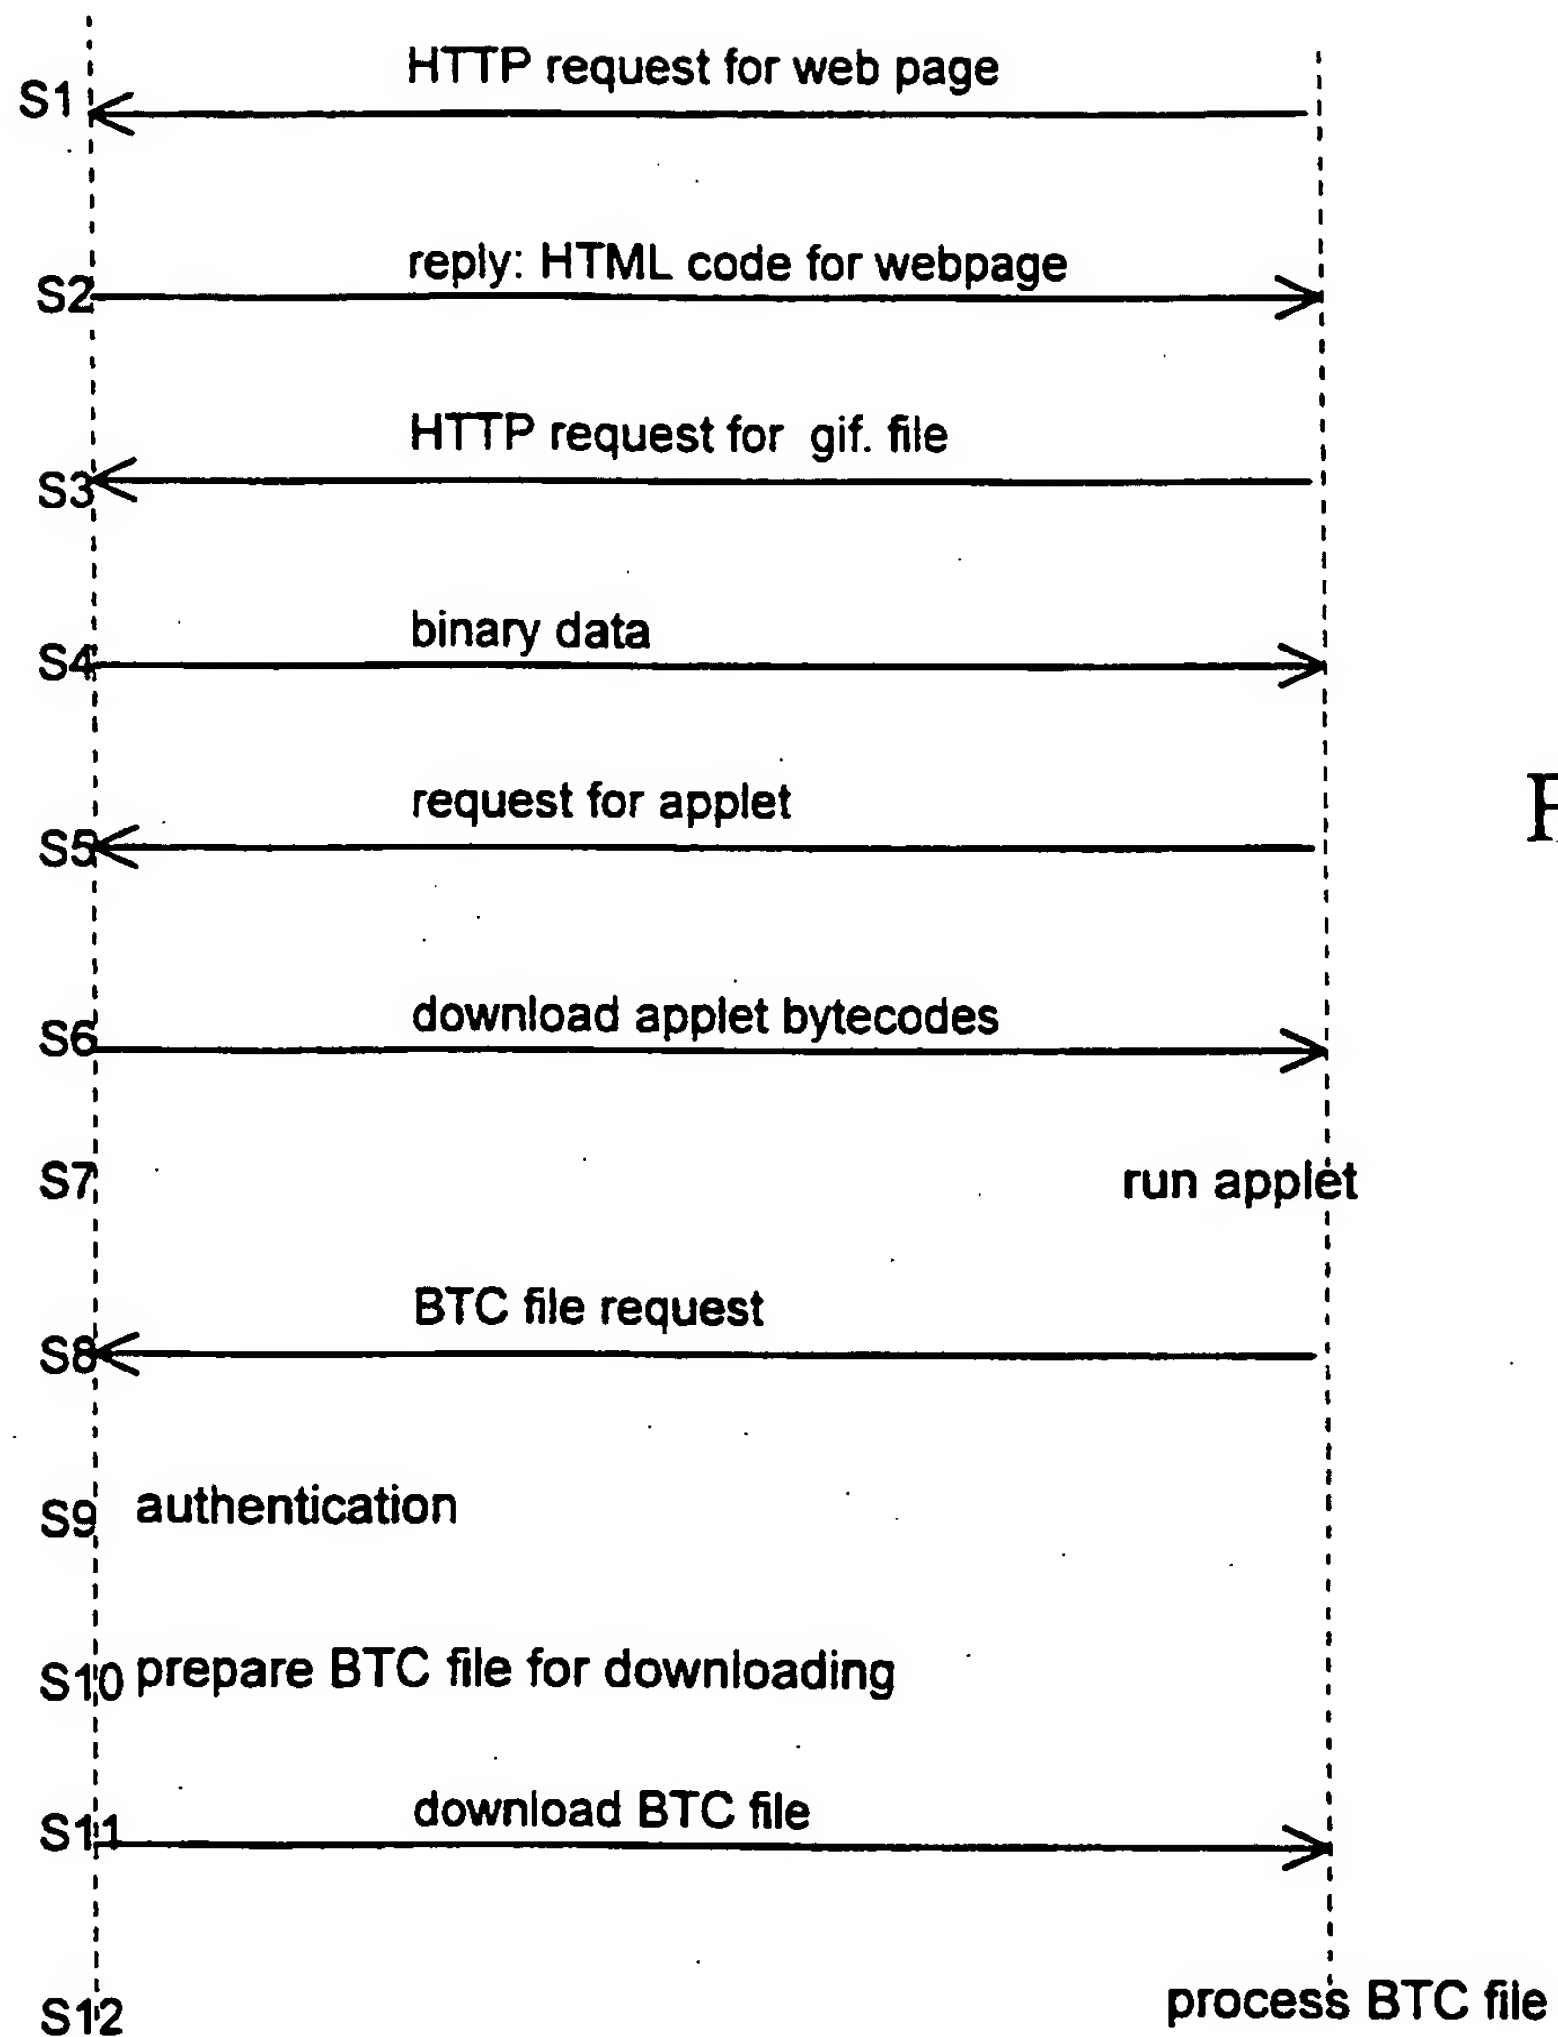 HTTP request for web page
S1
reply: HTML code for webpage
S2
HTTP request for gif. file
S3
binary data
S4
request for applet
S5
download applet bytecodes
S6
S7 run applet
BTC file request
S8
S9 authentication
S10 prepare BTC file for downloading
download BTC file
S11
process BTC file
S12